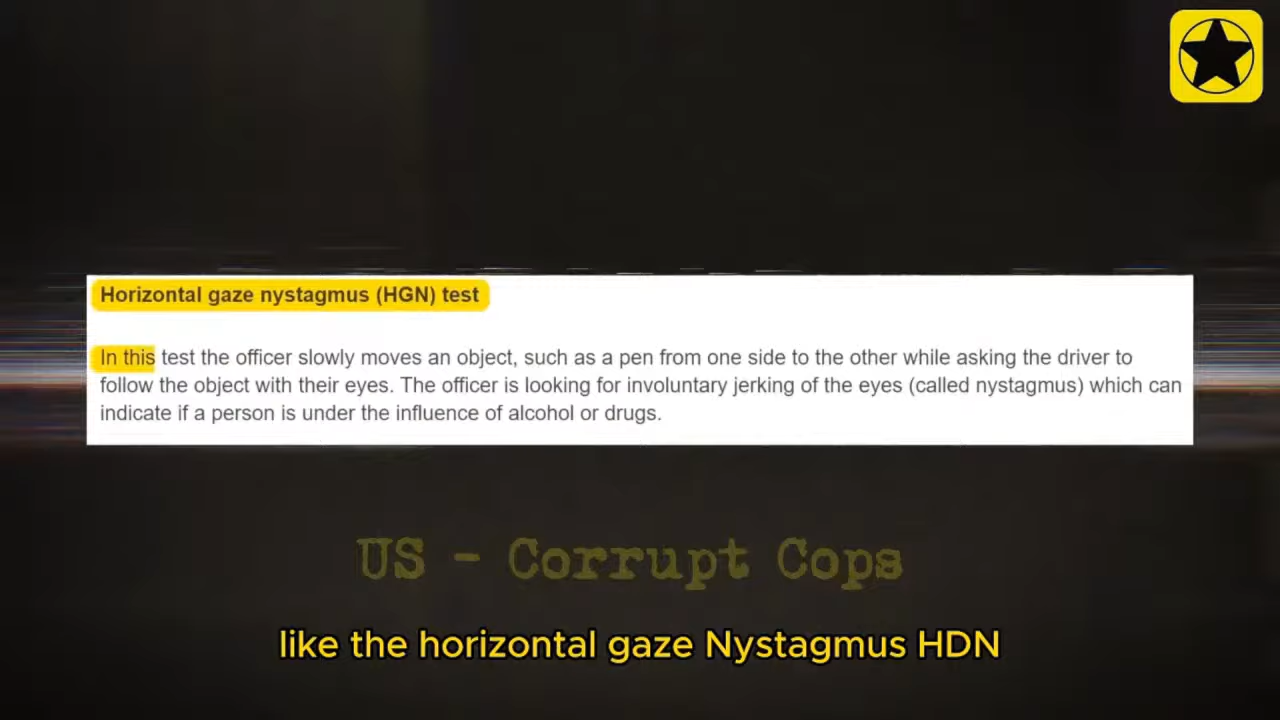 Horizontal gaze nystagmus (HGN) test
In this test the officer slowly moves an object, such as a pen from one side to the other while asking the driver to
follow the object with their eyes. The officer is looking for involuntary jerking of the eyes (called nystagmus) which can
indicate if a person is under the influence of alcohol or drugs.
US - Corrupt Cops
like the horizontal gaze Nystagmus HDN